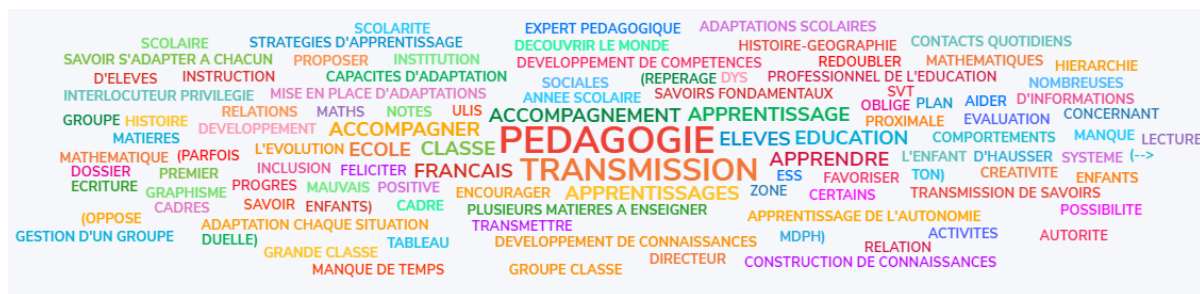 SCOLARITE EXPERT PEDAGOGIQUE ADAPTATIONS SCOLAIRES
SCOLAIRE STRATEGIES D'APPRENTISSAGE DECOUVRIR LE MONDE HISTOIRE-GEOGRAPHIE CONTACTS QUOTIDIENS
SAVOIR S'ADAPTER A CHACUN PROPOSER INSTITUTION DEVELOPPEMENT DE COMPETENCES REDOUBLER MATHEMATIQUES HIERARCHIE
D'ELEVES INSTRUCTION CAPACITES D'ADAPTATION SOCIALES (REPERAGE DYS PROFESSIONNEL DE L'EDUCATION NOMBREUSES
INTERLOCUTEUR PRIVILEGIE MISE EN PLACE D'ADAPTATIONS ANNEE SCOLAIRE SAVOIRS FONDAMENTAUX SVT D'INFORMATIONS
GROUPE HISTOIRE RELATIONS MATHS NOTES ULIS ACCOMPAGNEMENT APPRENTISSAGE OBLIGE PLAN AIDER CONCERNANT
MATIERES DEVELOPPEMENT ACCOMPAGNER PEDAGOGIE ELEVES EDUCATION PROXIMALE EVALUATION COMPORTEMENTS MANQUE LECTURE
MATHEMATIQUE (PARFOIS L'EVOLUTION ECOLE CLASSE TRANSMISSION APPRENDRE L'ENFANT D'HAUSSER SYSTEME (-->
DOSSIER PREMIER INCLUSION FELICITER FRANCAIS ESS FAVORISER TON) CREATIVITE ENFANTS
ECRITURE GRAPHISME PROGRES MAUVAIS POSITIVE ENCOURAGER APPRENTISSAGES ZONE CERTAINS TRANSMISSION DE SAVOIRS
CADRES SAVOIR ENFANTS) CADRE PLUSIEURS MATIERES A ENSEIGNER APPRENTISSAGE DE L'AUTONOMIE POSSIBILITE
(OPPOSE ADAPTATION CHAQUE SITUATION TRANSMETTRE
GESTION D'UN GROUPE DUELLE) TABLEAU DEVELOPPEMENT DE CONNAISSANCES MDPH) RELATION ACTIVITES AUTORITE
GRANDE CLASSE DIRECTEUR CONSTRUCTION DE CONNAISSANCES
MANQUE DE TEMPS GROUPE CLASSE